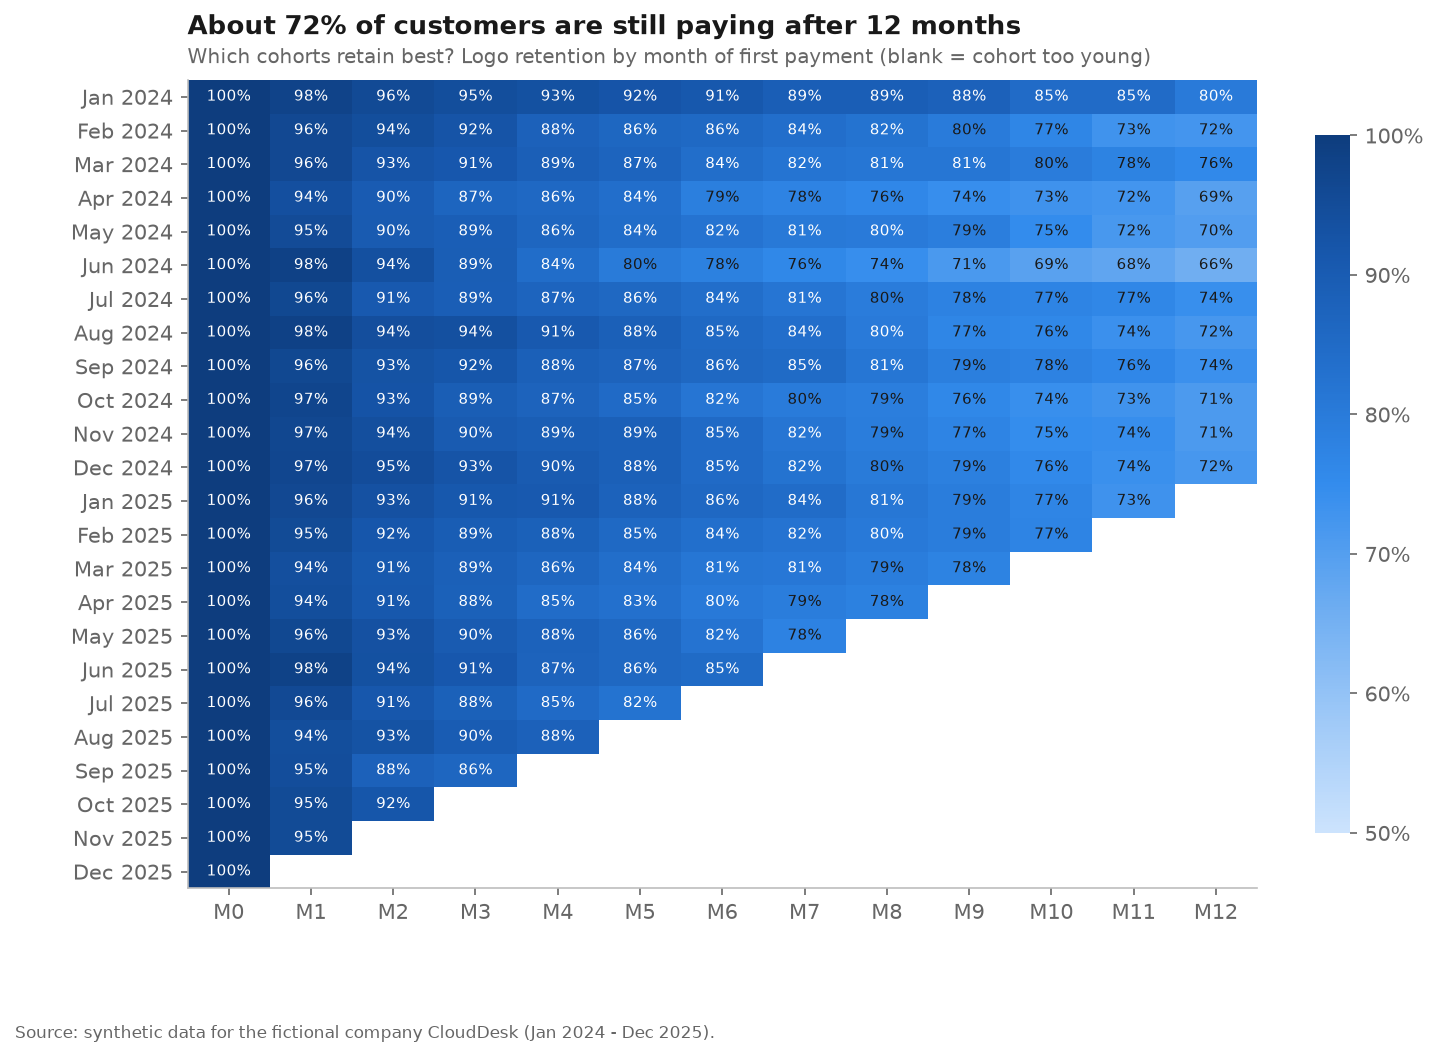 About 72% of customers are still paying after 12 months
Which cohorts retain best? Logo retention by month of first payment (blank = cohort too young)
Jan 2024 100% 98% 96% 95% 93% 92% 91% 89% 89% 88% 85% 85% 80%
Feb 2024 100% 96% 94% 92% 88% 86% 86% 84% 82% 80% 77% 73% 72%
Mar 2024 100% 96% 93% 91% 89% 87% 84% 82% 81% 81% 80% 78% 76%
Apr 2024 100% 94% 90% 87% 86% 84% 79% 78% 76% 74% 73% 72% 69%
May 2024 100% 95% 90% 89% 86% 84% 82% 81% 80% 79% 75% 72% 70%
Jun 2024 100% 98% 94% 89% 84% 80% 78% 76% 74% 71% 69% 68% 66%
Jul 2024 100% 96% 91% 89% 87% 86% 84% 81% 80% 78% 77% 77% 74%
Aug 2024 100% 98% 94% 94% 91% 88% 85% 84% 80% 77% 76% 74% 72%
Sep 2024 100% 96% 93% 92% 88% 87% 86% 85% 81% 79% 78% 76% 74%
Oct 2024 100% 97% 93% 89% 87% 85% 82% 80% 79% 76% 74% 73% 71%
Nov 2024 100% 97% 94% 90% 89% 89% 85% 82% 79% 77% 75% 74% 71%
Dec 2024 100% 97% 95% 93% 90% 88% 85% 82% 80% 79% 76% 74% 72%
Jan 2025 100% 96% 93% 91% 91% 88% 86% 84% 81% 79% 77% 73%
Feb 2025 100% 95% 92% 89% 88% 85% 84% 82% 80% 79% 77%
Mar 2025 100% 94% 91% 89% 86% 84% 81% 81% 79% 78%
Apr 2025 100% 94% 91% 88% 85% 83% 80% 79% 78%
May 2025 100% 96% 93% 90% 88% 86% 82% 78%
Jun 2025 100% 98% 94% 91% 87% 86% 85%
Jul 2025 100% 96% 91% 88% 85% 82%
Aug 2025 100% 94% 93% 90% 88%
Sep 2025 100% 95% 88% 86%
Oct 2025 100% 95% 92%
Nov 2025 100% 95%
Dec 2025 100%
M0 M1 M2 M3 M4 M5 M6 M7 M8 M9 M10 M11 M12
100%
90%
80%
70%
60%
50%
Source: synthetic data for the fictional company CloudDesk (Jan 2024 - Dec 2025).